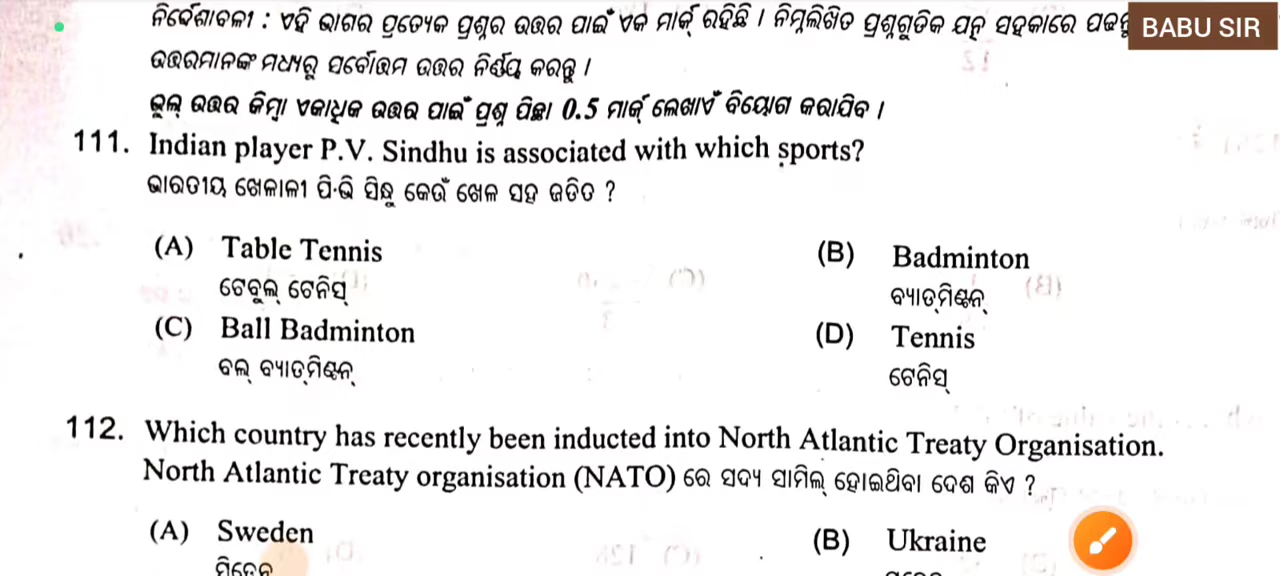 ନିର୍ଦ୍ଦେଶାବଳୀ : ଏହି ଭାଗର ପ୍ରତ୍ୟେକ ପ୍ରଶ୍ନର ଉତ୍ତର ପାଇଁ ଏକ ମାର୍କ୍ ରହିଛି । ନିମ୍ନଲିଖିତ ପ୍ରଶ୍ନଗୁଡିକ ଯତ୍ନ ସହକାରେ
BABU SIR
ଉତ୍ତରମାନଙ୍କ ମଧ୍ୟରୁ ସର୍ବୋତ୍ତମ ଉତ୍ତର ନିର୍ଣ୍ଣୟ କରନ୍ତୁ ।
ଭୁଲ୍ ଉତ୍ତର କିମ୍ବା ଏକାଧିକ ଉତ୍ତର ପାଇଁ ପ୍ରଶ୍ନ ପିଛା 0.5 ମାର୍କ୍ ଲେଖାଏଁ ବିୟୋଗ କରାଯିବ ।
111. Indian player P.V. Sindhu is associated with which sports?
ଭାରତୀୟ ଖେଳାଳୀ ପି.ଭି ସିନ୍ଧୁ କେଉଁ ଖେଳ ସହ ଜଡିତ ?
(A) Table Tennis (B) Badminton
ଟେବୁଲ୍ ଟେନିସ୍ ବ୍ୟାଡ୍‌ମିଣ୍ଟନ୍
(C) Ball Badminton (D) Tennis
ବଲ୍ ବ୍ୟାଡ୍‌ମିଣ୍ଟନ୍ ଟେନିସ୍
112. Which country has recently been inducted into North Atlantic Treaty Organisation.
North Atlantic Treaty organisation (NATO) ରେ ସଦ୍ୟ ସାମିଲ୍ ହୋଇଥିବା ଦେଶ କିଏ ?
(A) Sweden (B) Ukraine